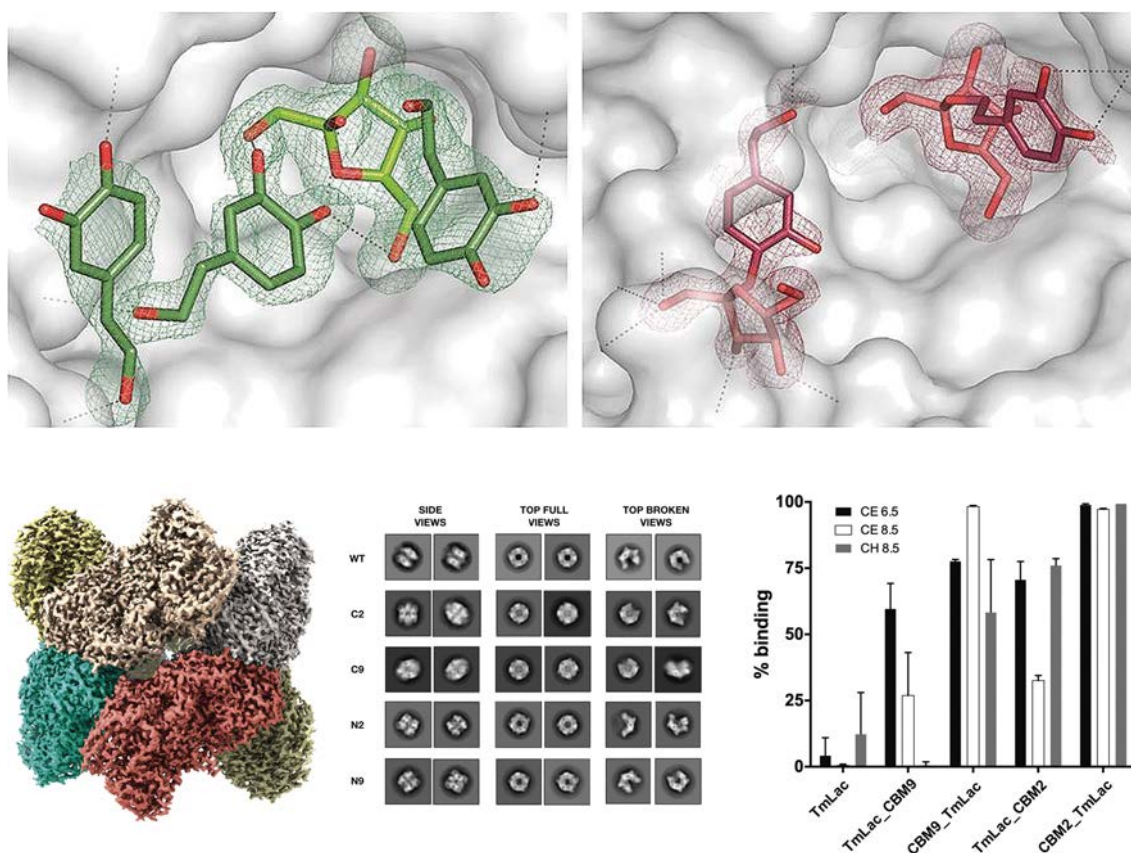 SIDE VIEWS
TOP FULL VIEWS
TOP BROKEN VIEWS
WT
C2
C9
N2
N9
% binding
100
75
50
25
0
CE 6.5
CE 8.5
CH 8.5
TmLac
TmLac_CBM9
CBM9_TmLac
TmLac_CBM2
CBM2_TmLac